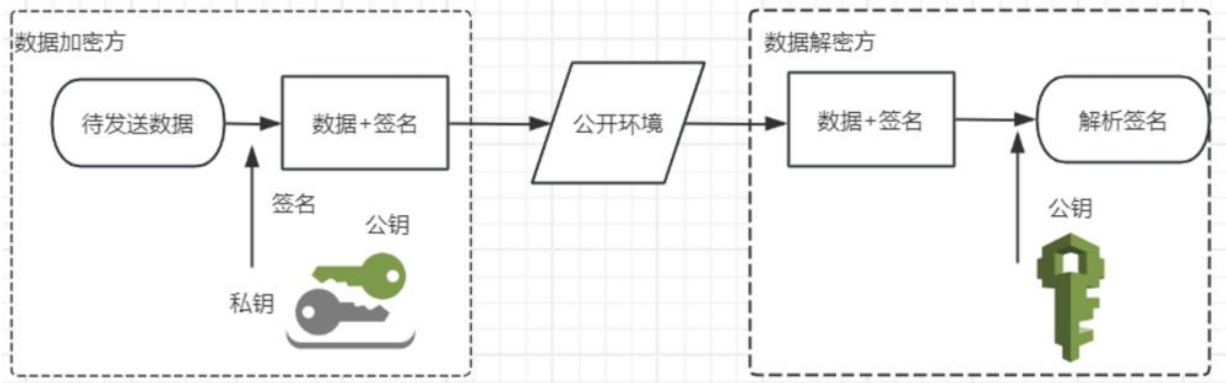 数据加密方
待发送数据
数据+签名
签名
公钥
私钥
公开环境
数据解密方
数据+签名
解析签名
公钥